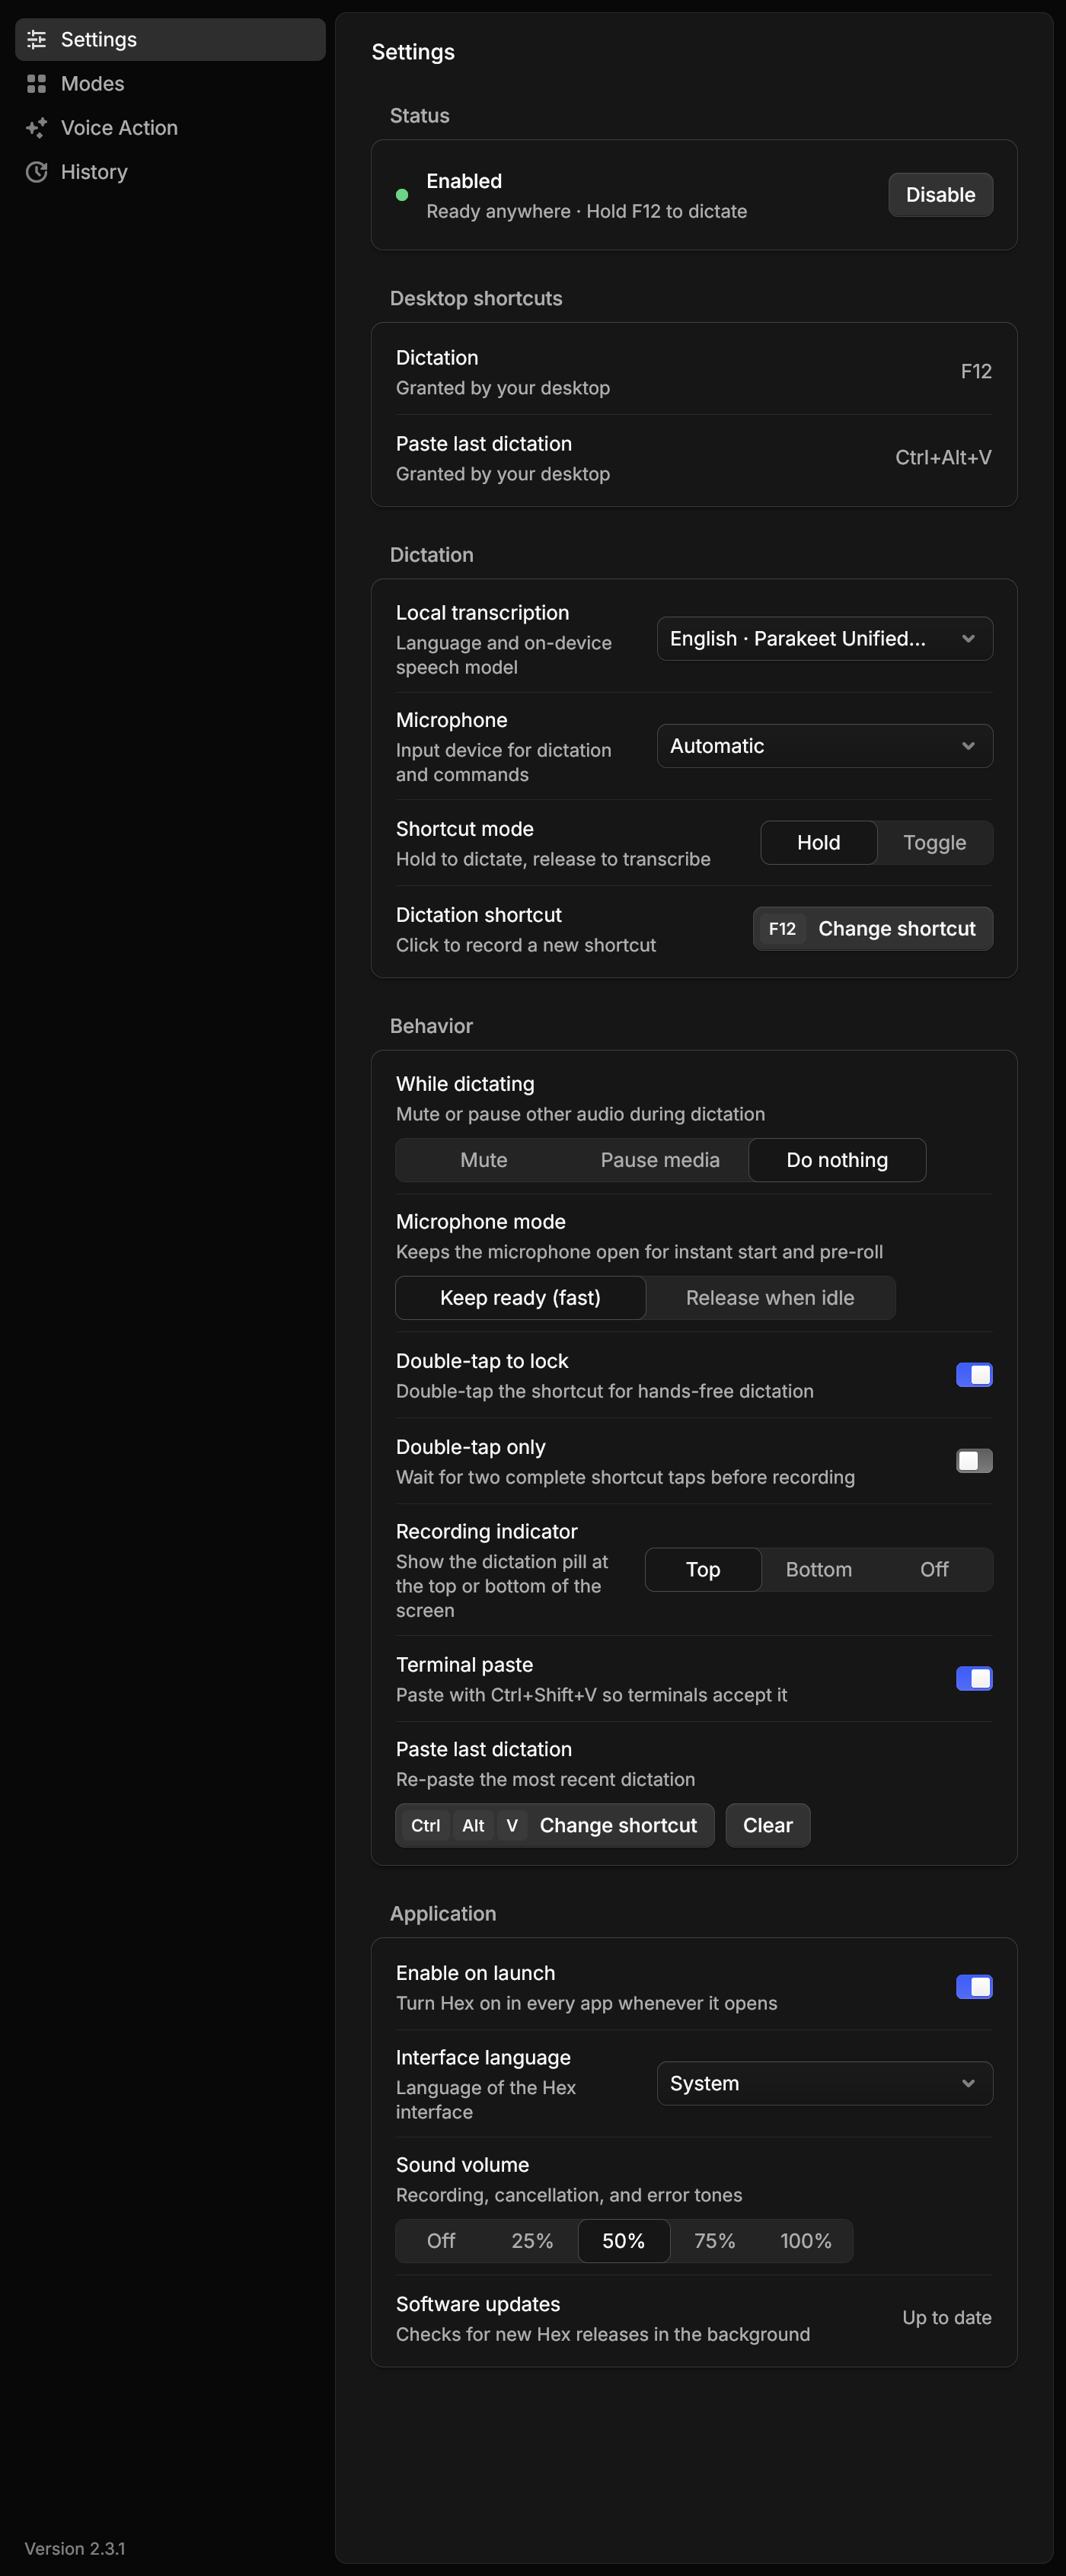 Settings
Modes
Voice Action
History
Version 2.3.1
Settings
Status
Enabled
Ready anywhere · Hold F12 to dictate
Disable
Desktop shortcuts
Dictation
Granted by your desktop
F12
Paste last dictation
Granted by your desktop
Ctrl+Alt+V
Dictation
Local transcription
Language and on-device
speech model
English · Parakeet Unified...
Microphone
Input device for dictation
and commands
Automatic
Shortcut mode
Hold to dictate, release to transcribe
Hold Toggle
Dictation shortcut
Click to record a new shortcut
F12 Change shortcut
Behavior
While dictating
Mute or pause other audio during dictation
Mute Pause media Do nothing
Microphone mode
Keeps the microphone open for instant start and pre-roll
Keep ready (fast) Release when idle
Double-tap to lock
Double-tap the shortcut for hands-free dictation
Double-tap only
Wait for two complete shortcut taps before recording
Recording indicator
Show the dictation pill at
the top or bottom of the
screen
Top Bottom Off
Terminal paste
Paste with Ctrl+Shift+V so terminals accept it
Paste last dictation
Re-paste the most recent dictation
Ctrl Alt V Change shortcut Clear
Application
Enable on launch
Turn Hex on in every app whenever it opens
Interface language
Language of the Hex
interface
System
Sound volume
Recording, cancellation, and error tones
Off 25% 50% 75% 100%
Software updates
Checks for new Hex releases in the background
Up to date